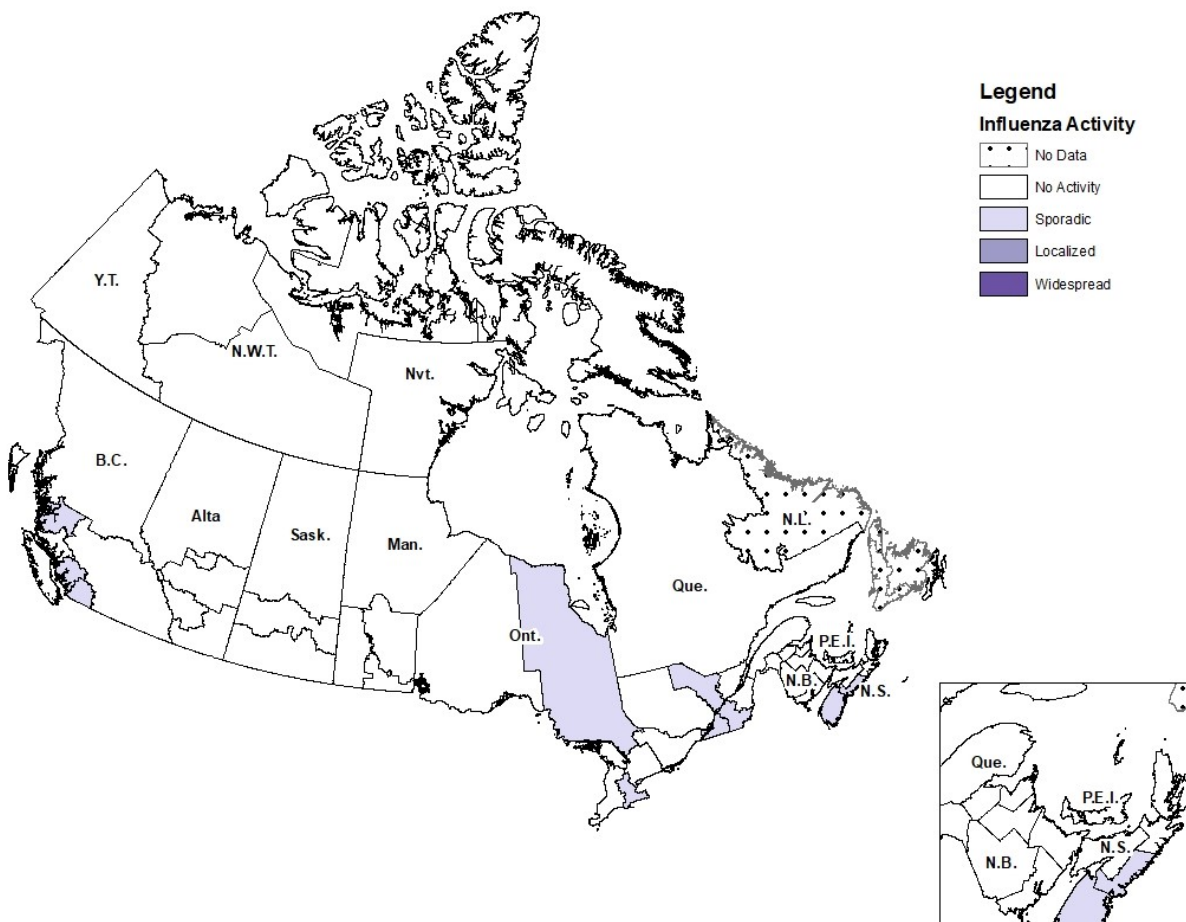 Legend
Influenza Activity
No Data
No Activity
Sporadic
Localized
Widespread
Y.T.
N.W.T.
Nvt.
B.C.
Alta
Sask.
Man.
Ont.
Que.
N.L.
P.E.I.
N.B.
N.S.
Que.
P.E.I.
N.S.
N.B.